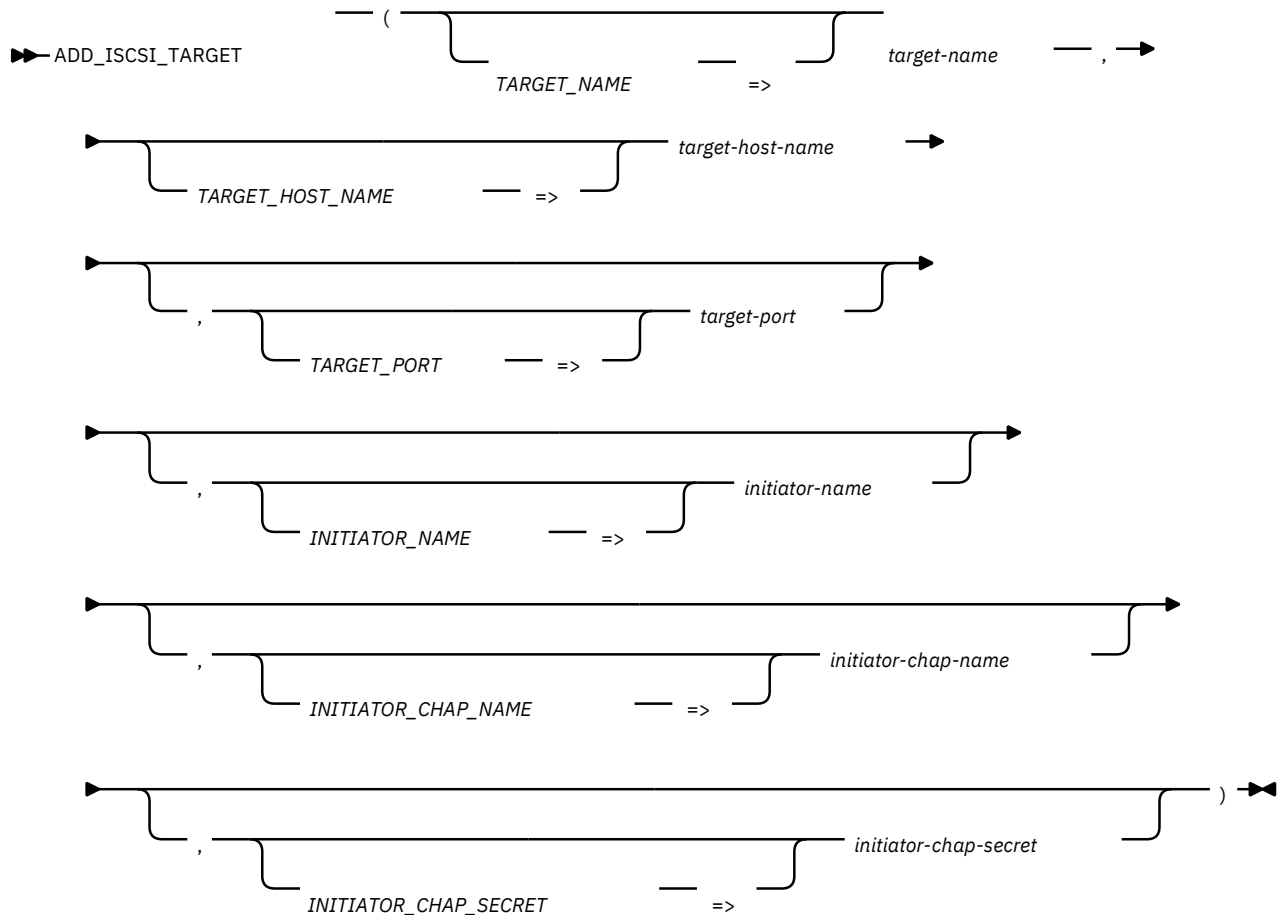 ADD_ISCSI_TARGET ( TARGET_NAME => target-name ,
TARGET_HOST_NAME => target-host-name
, TARGET_PORT => target-port
, INITIATOR_NAME => initiator-name
, INITIATOR_CHAP_NAME => initiator-chap-name
, INITIATOR_CHAP_SECRET => initiator-chap-secret )